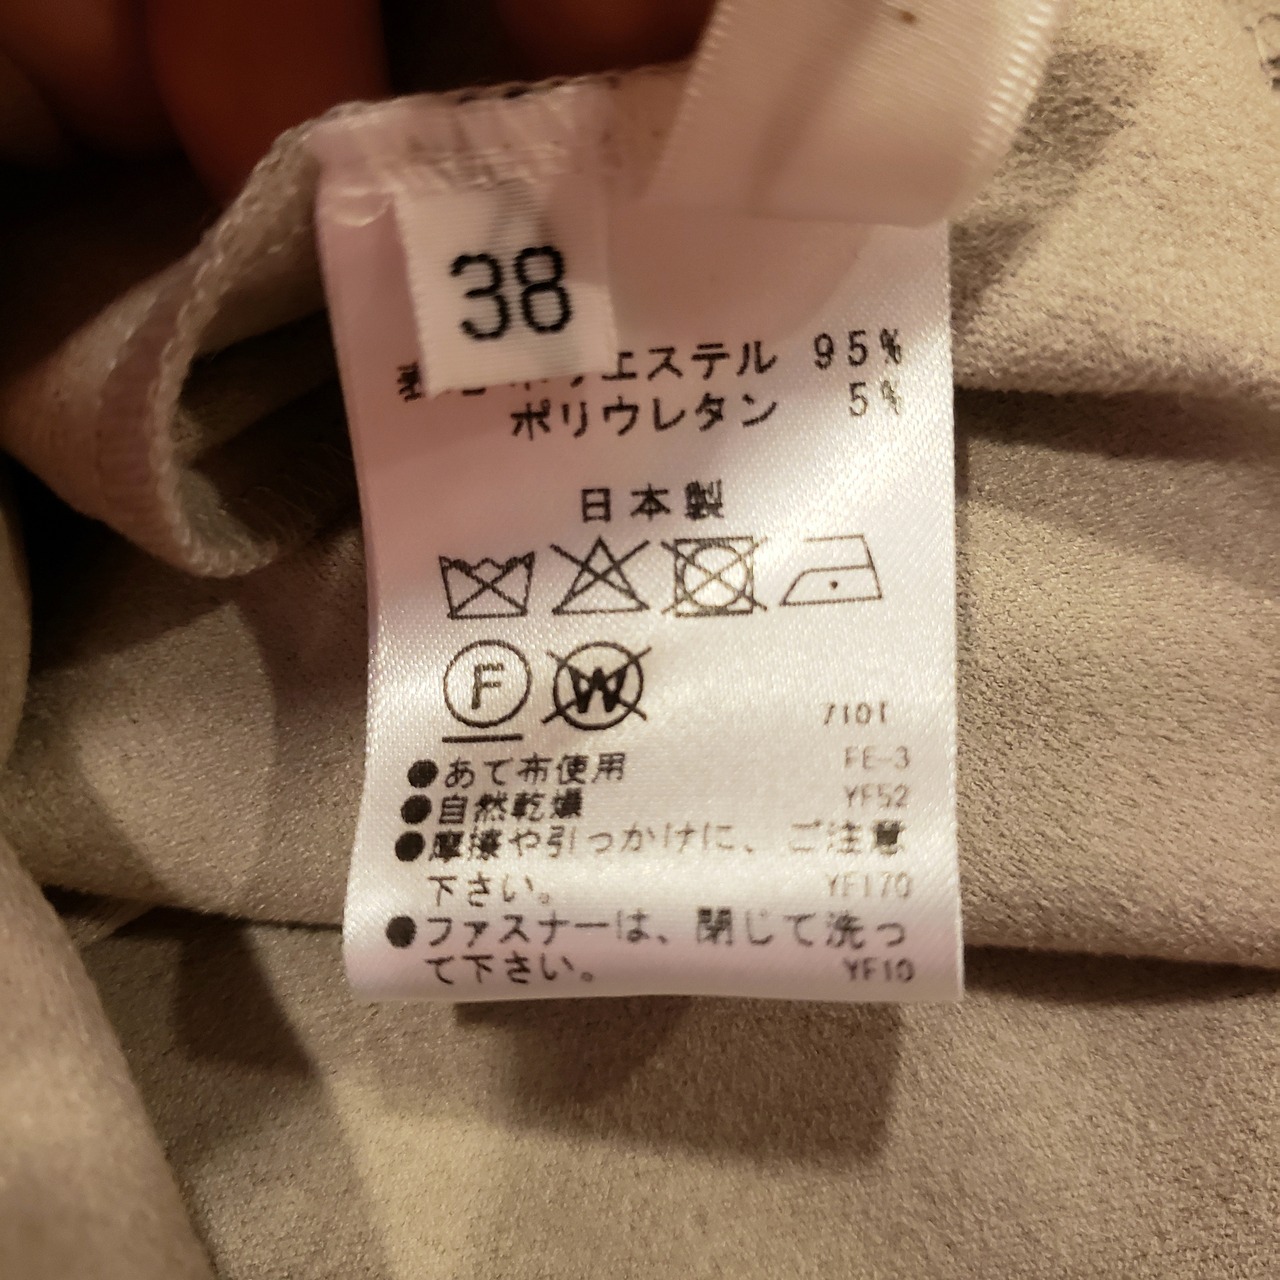 38
ポリエステル 95%
ポリウレタン 5%
日本製
F W
7101
●あて布使用 FE-3
●自然乾燥 YF52
●摩擦や引っかけに、ご注意
下さい。 YF170
●ファスナーは、閉じて洗っ
て下さい。 YF10